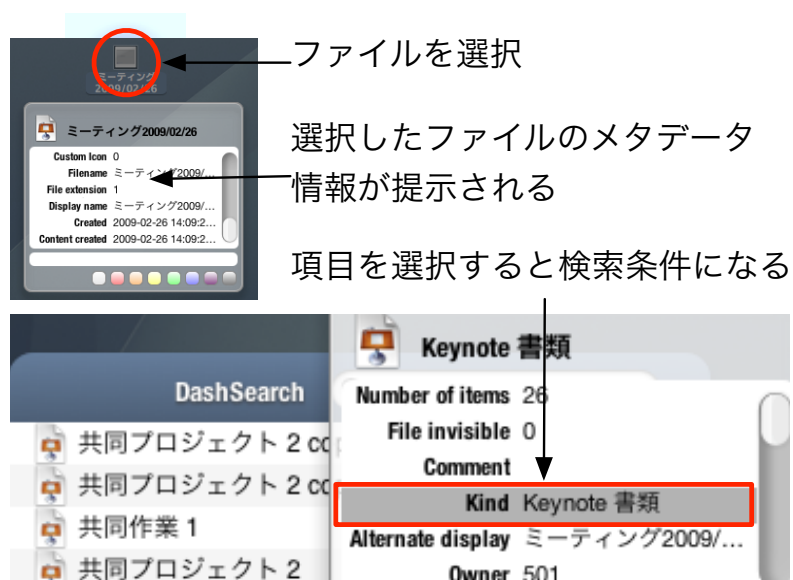 ファイルを選択
ミーティング
2009/02/26
ミーティング2009/02/26
Custom Icon 0
Filename ミーティング2009/...
File extension 1
Display name ミーティング2009/...
Created 2009-02-26 14:09:2...
Content created 2009-02-26 14:09:2...
選択したファイルのメタデータ
情報が提示される
項目を選択すると検索条件になる
DashSearch
共同プロジェクト 2 cop
共同プロジェクト 2 co
共同作業 1
共同プロジェクト 2
Keynote 書類
Number of items 26
File invisible 0
Comment
Kind Keynote 書類
Alternate display ミーティング2009/...
Owner 501